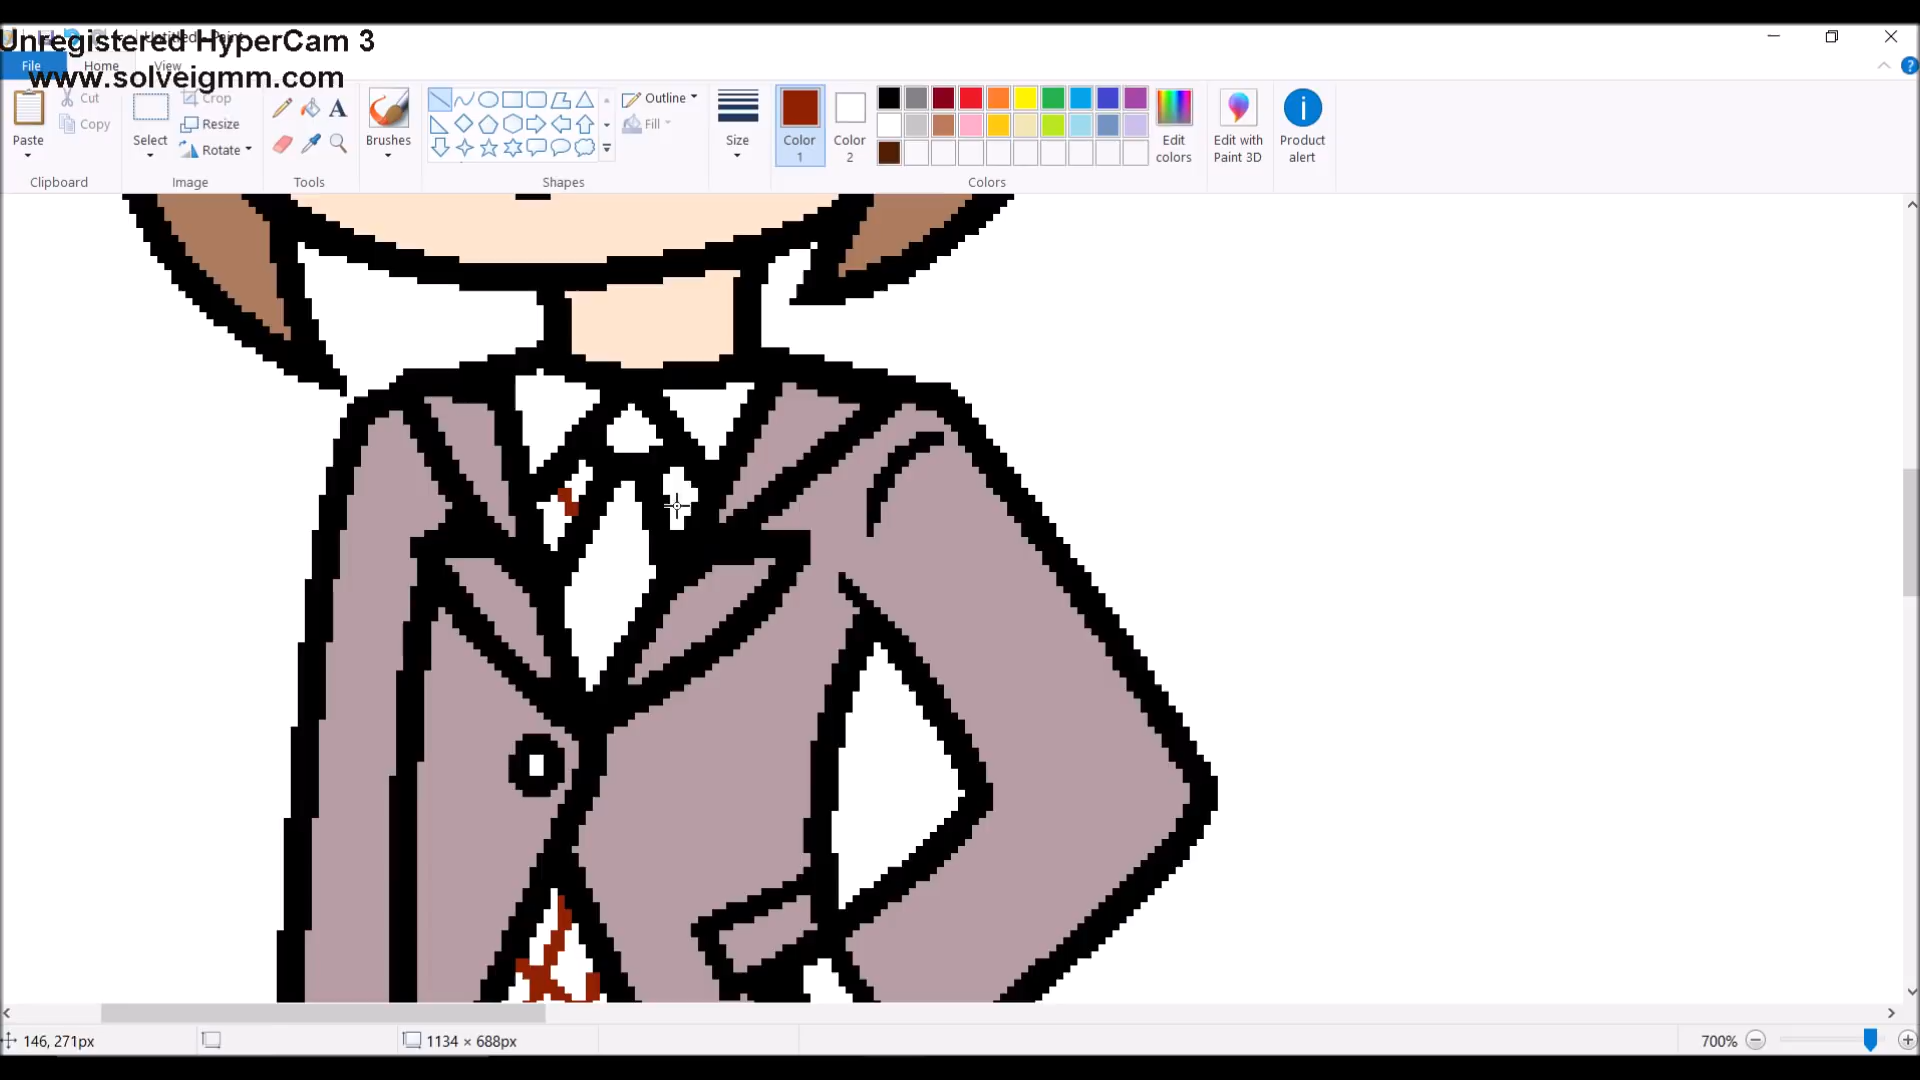 Unregistered HyperCam 3
Untitled - Paint
www.solveigmm.com
File Home View
Paste
Cut
Copy
Clipboard
Select
Crop
Resize
Rotate
Image
A
Tools
Brushes
Outline
Fill
Shapes
Size
Color 1
Color 2
Edit colors
Colors
Edit with Paint 3D
Product alert
146, 271px
1134 × 688px
700%